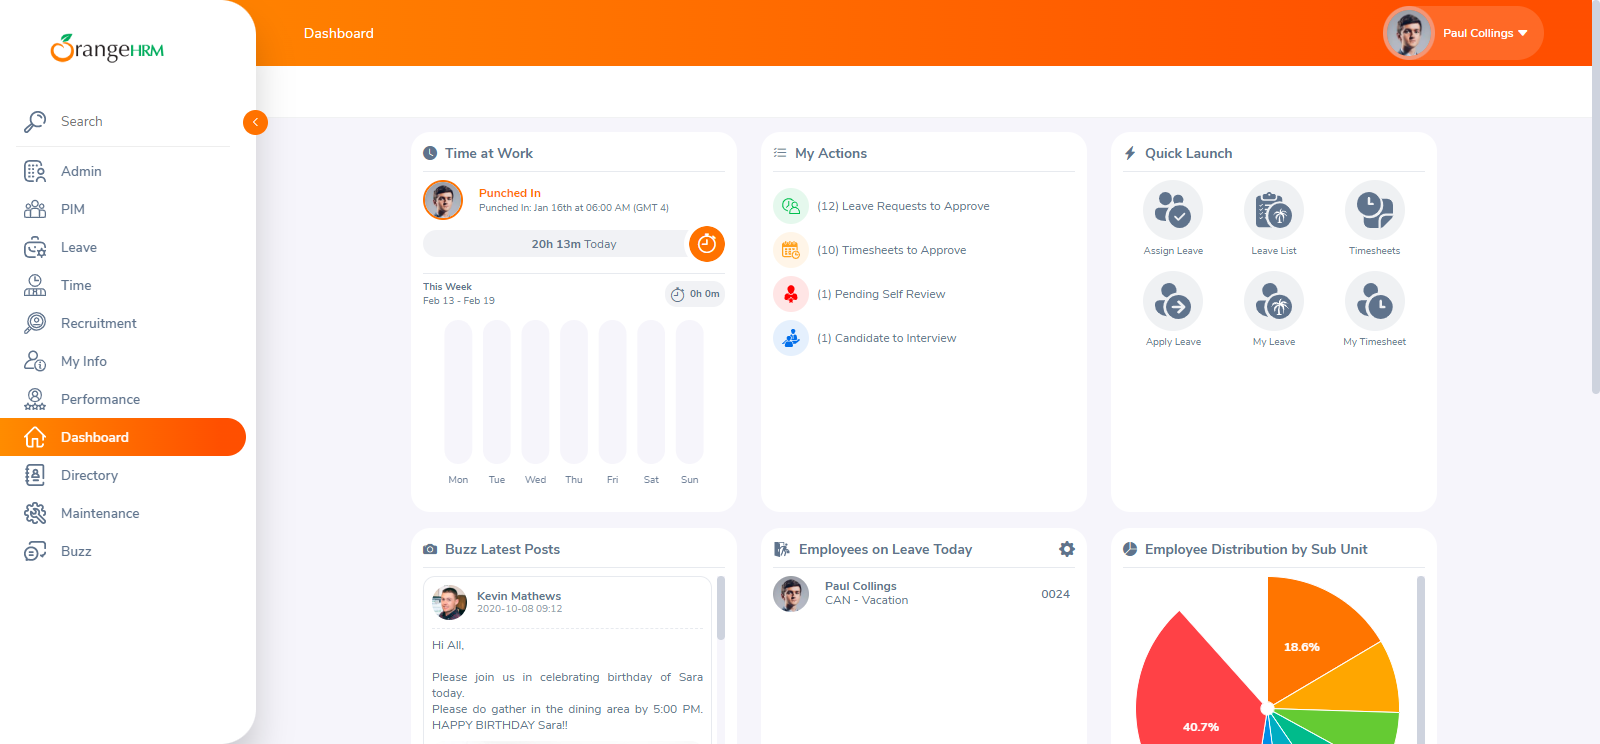 OrangeHRM
Dashboard
Paul Collings
Search
Admin
PIM
Leave
Time
Recruitment
My Info
Performance
Dashboard
Directory
Maintenance
Buzz
Time at Work
Punched In
Punched In: Jan 16th at 06:00 AM (GMT 4)
20h 13m Today
This Week
Feb 13 - Feb 19
0h 0m
Mon Tue Wed Thu Fri Sat Sun
My Actions
(12) Leave Requests to Approve
(10) Timesheets to Approve
(1) Pending Self Review
(1) Candidate to Interview
Quick Launch
Assign Leave Leave List Timesheets
Apply Leave My Leave My Timesheet
Buzz Latest Posts
Kevin Mathews
2020-10-08 09:12
Hi All,
Please join us in celebrating birthday of Sara
today.
Please do gather in the dining area by 5:00 PM.
HAPPY BIRTHDAY Sara!!
Employees on Leave Today
Paul Collings
CAN - Vacation
0024
Employee Distribution by Sub Unit
18.6%
40.7%